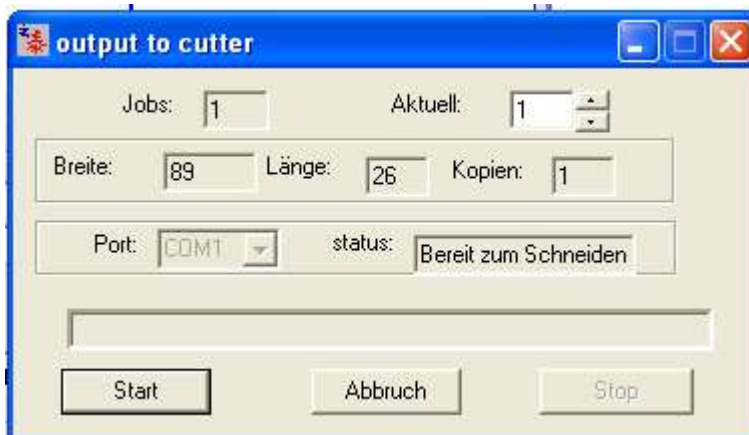 output to cutter
Jobs: 1 Aktuell: 1
Breite: 89 Länge: 26 Kopien: 1
Port: COM1 status: Bereit zum Schneiden
Start Abbruch Stop